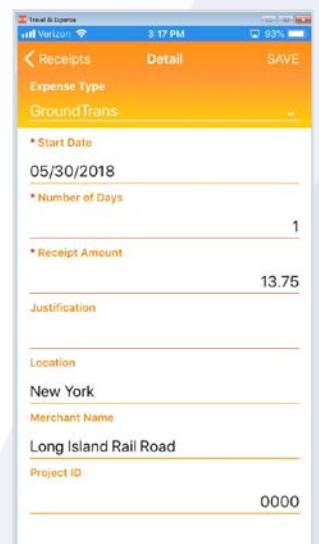 Travel & Expense
Verizon 3:17 PM 93%
Receipts Detail SAVE
Expense Type
GroundTrans
* Start Date
05/30/2018
* Number of Days
1
* Receipt Amount
13.75
Justification
Location
New York
Merchant Name
Long Island Rail Road
Project ID
0000